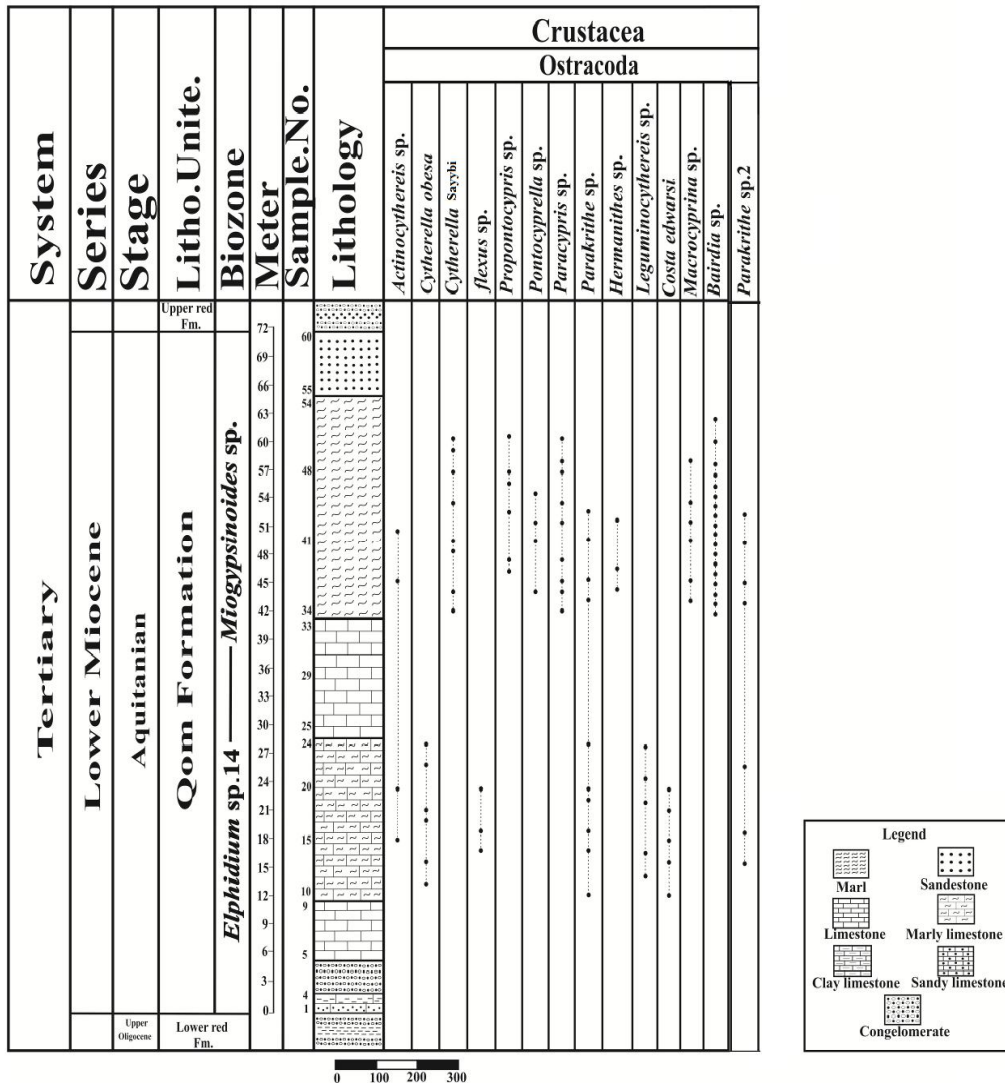 Crustacea
Ostracoda
System
Series
Stage
Litho.Unite.
Biozone
Meter
Sample.No.
Lithology
Actinocythereis sp.
Cytherella obesa
Cytherella Sayybi
flexus sp.
Propontocypris sp.
Pontocyprella sp.
Paracypris sp.
Parakrithe sp.
Hermanithes sp.
Leguminocythereis sp.
Costa edwarsi.
Macrocyprina sp.
Bairdia sp.
Parakrithe sp.2
Upper red
Fm.
Tertiary
Lower Miocene
Aquitanian
Qom Formation
Elphidium sp.14 Miogypsinoides sp.
72
69
66
63
60
57
54
51
48
45
42
39
36
33
30
27
24
21
18
15
12
9
6
3
0
60
55
54
48
41
34
33
29
25
24
20
15
10
9
5
4
1
Upper
Oligocene
Lower red
Fm.
0 100 200 300
Legend
Marl
Sandestone
Limestone
Marly limestone
Clay limestone
Sandy limestone
Congelomerate